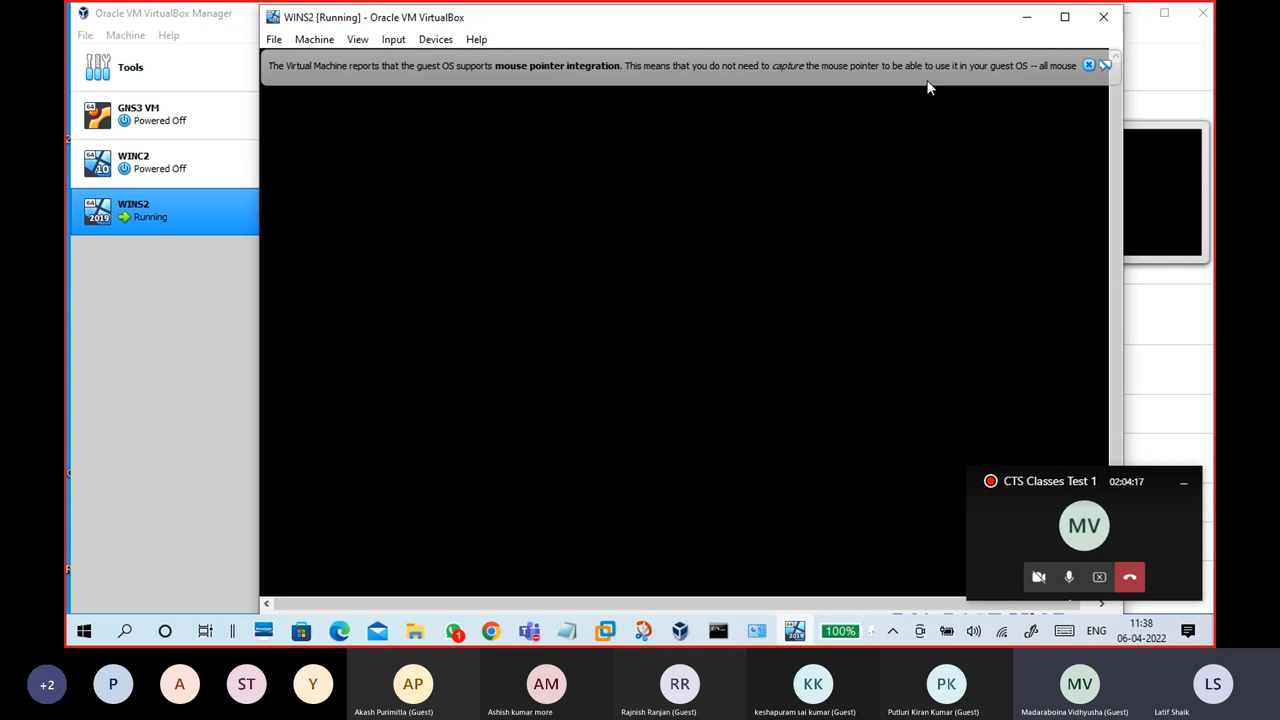 Oracle VM VirtualBox Manager
File Machine Help
Tools
64
GNS3 VM
Powered Off
64
10
WINC2
Powered Off
64
2019
WINS2
Running
WINS2 [Running] - Oracle VM VirtualBox
File Machine View Input Devices Help
The Virtual Machine reports that the guest OS supports mouse pointer integration. This means that you do not need to capture the mouse pointer to be able to use it in your guest OS -- all mouse
CTS Classes Test 1 02:04:17
MV
1
2019
100%
ENG
11:38
06-04-2022
+2
P
A
ST
Y
AP
Akash Purimitla (Guest)
AM
Ashish kumar more
RR
Rajnish Ranjan (Guest)
KK
keshapuram sai kumar (Guest)
PK
Putluri Kiran Kumar (Guest)
MV
Madaraboina Vidhyusha (Guest)
LS
Latif Shaik